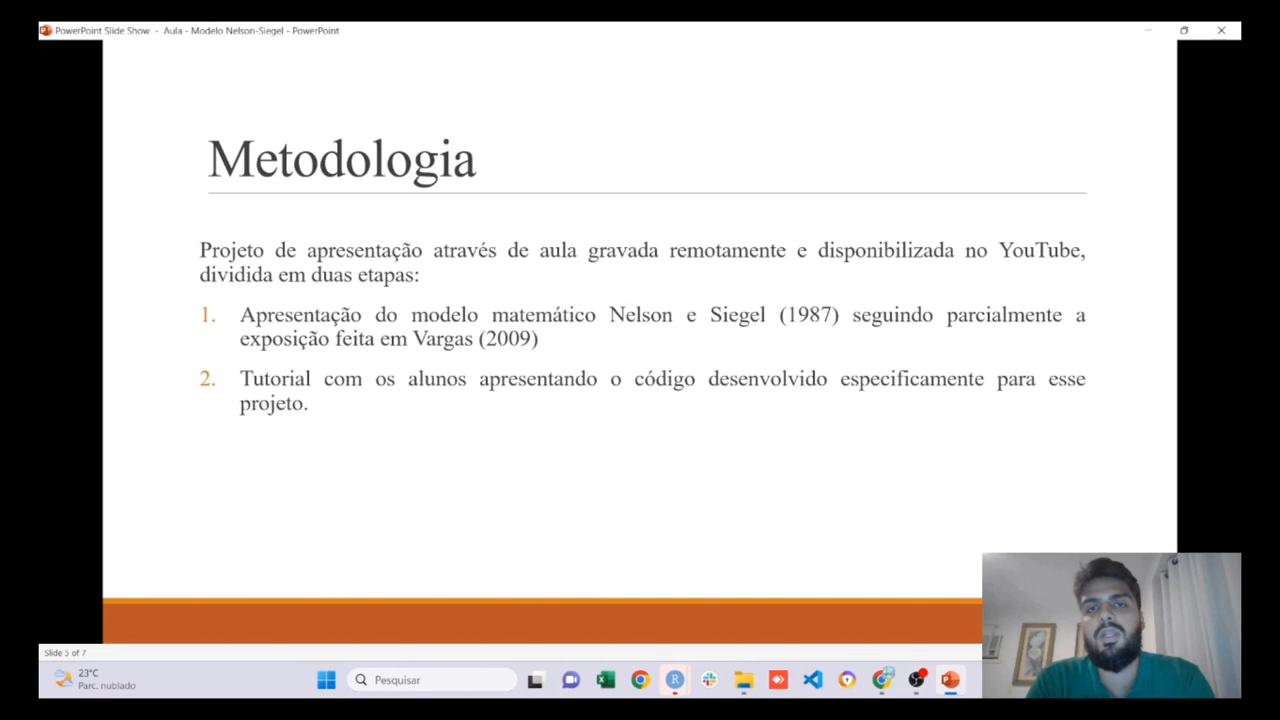 PowerPoint Slide Show - Aula - Modelo Nelson-Siegel - PowerPoint
Metodologia
Projeto de apresentação através de aula gravada remotamente e disponibilizada no YouTube,
dividida em duas etapas:
1. Apresentação do modelo matemático Nelson e Siegel (1987) seguindo parcialmente a
exposição feita em Vargas (2009)
2. Tutorial com os alunos apresentando o código desenvolvido especificamente para esse
projeto.
Slide 5 of 7
23°C
Parc. nublado
Pesquisar